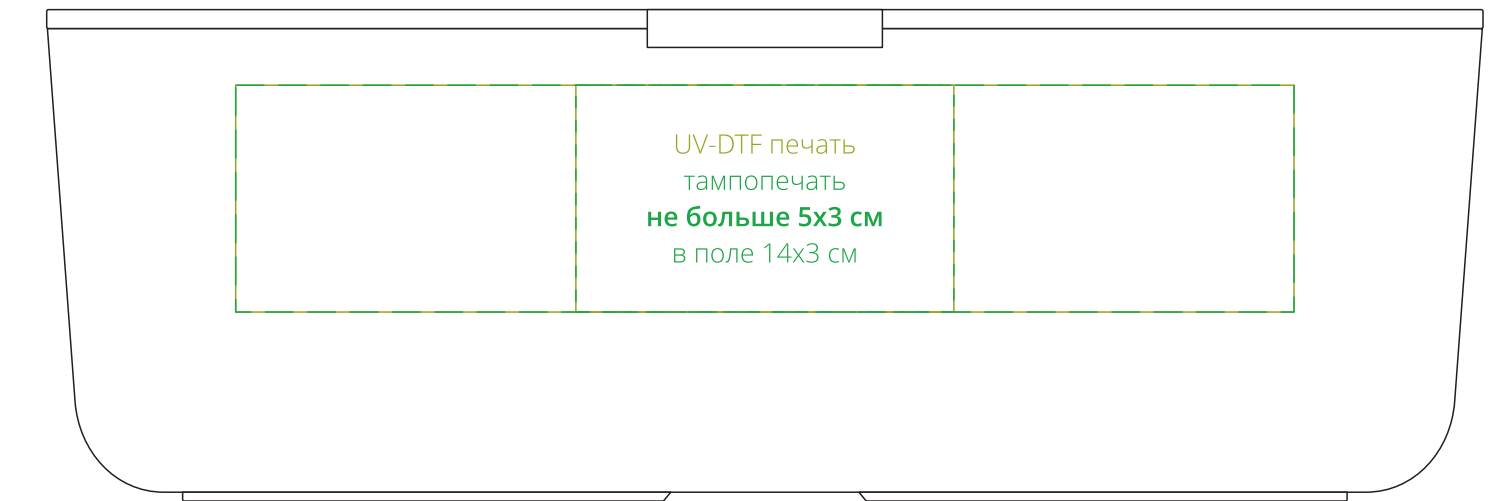 UV-DTF печать
тампопечать
не больше 5х3 см
в поле 14х3 см